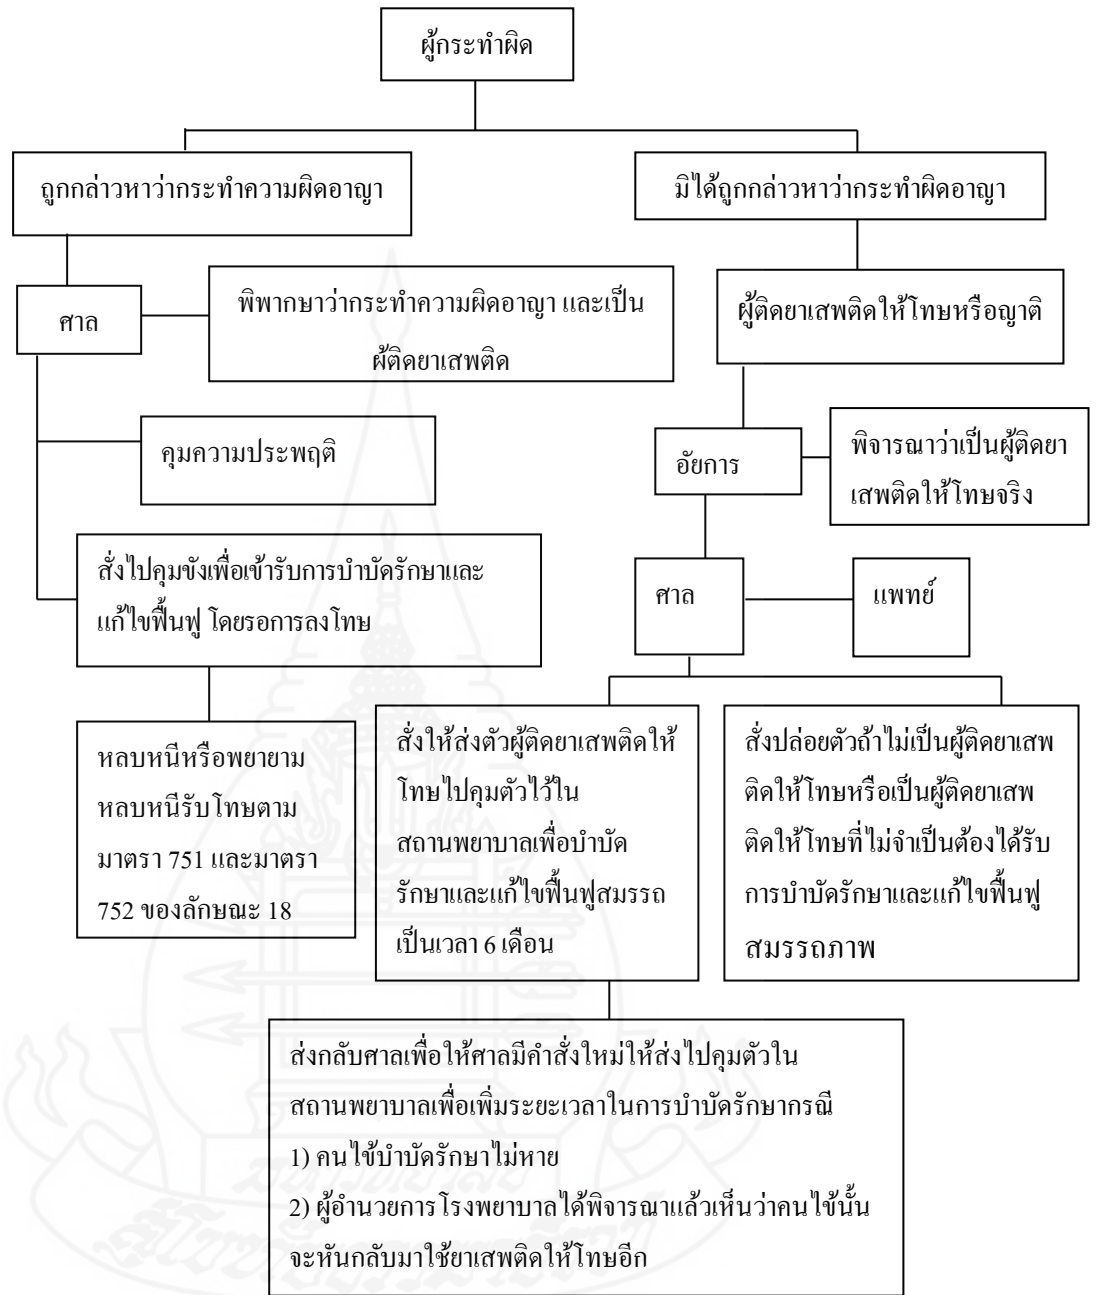 ผู้กระทำผิด
ถูกกล่าวหาว่ากระทำความผิดอาญา
มิได้ถูกกล่าวหาว่ากระทำผิดอาญา
ศาล
พิพากษาว่ากระทำความผิดอาญา และเป็น
ผู้ติดยาเสพติด
คุมความประพฤติ
สั่งไปคุมขังเพื่อเข้ารับการบำบัดรักษาและ
แก้ไขฟื้นฟู โดยรอการลงโทษ
หลบหนีหรือพยายาม
หลบหนีรับโทษตาม
มาตรา 751 และมาตรา
752 ของลักษณะ 18
ผู้ติดยาเสพติดให้โทษหรือญาติ
อัยการ
พิจารณาว่าเป็นผู้ติดยา
เสพติดให้โทษจริง
ศาล
แพทย์
สั่งให้ส่งตัวผู้ติดยาเสพติดให้
โทษไปคุมตัวไว้ใน
สถานพยาบาลเพื่อบำบัด
รักษาและแก้ไขฟื้นฟูสมรรถ
เป็นเวลา 6 เดือน
สั่งปล่อยตัวถ้าไม่เป็นผู้ติดยาเสพ
ติดให้โทษหรือเป็นผู้ติดยาเสพ
ติดให้โทษที่ไม่จำเป็นต้องได้รับ
การบำบัดรักษาและแก้ไขฟื้นฟู
สมรรถภาพ
ส่งกลับศาลเพื่อให้ศาลมีคำสั่งใหม่ให้ส่งไปคุมตัวใน
สถานพยาบาลเพื่อเพิ่มระยะเวลาในการบำบัดรักษากรณี
1) คนไข้บำบัดรักษาไม่หาย
2) ผู้อำนวยการโรงพยาบาลได้พิจารณาแล้วเห็นว่าคนไข้นั้น
จะหันกลับมาใช้ยาเสพติดให้โทษอีก